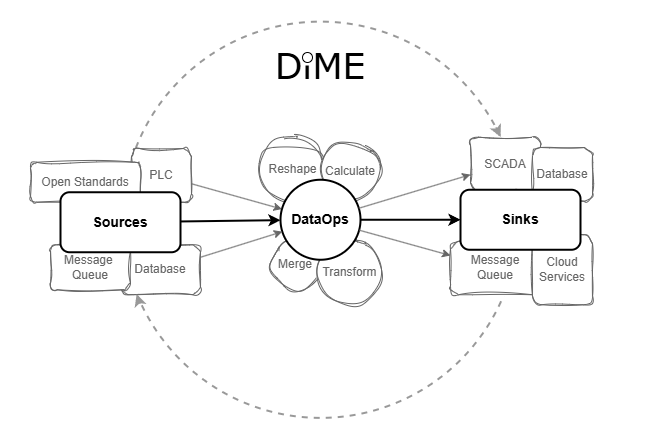 DiME
Open Standards
PLC
Sources
Message
Queue
Database
Reshape
Calculate
DataOps
Merge
Transform
SCADA
Database
Sinks
Message
Queue
Cloud
Services